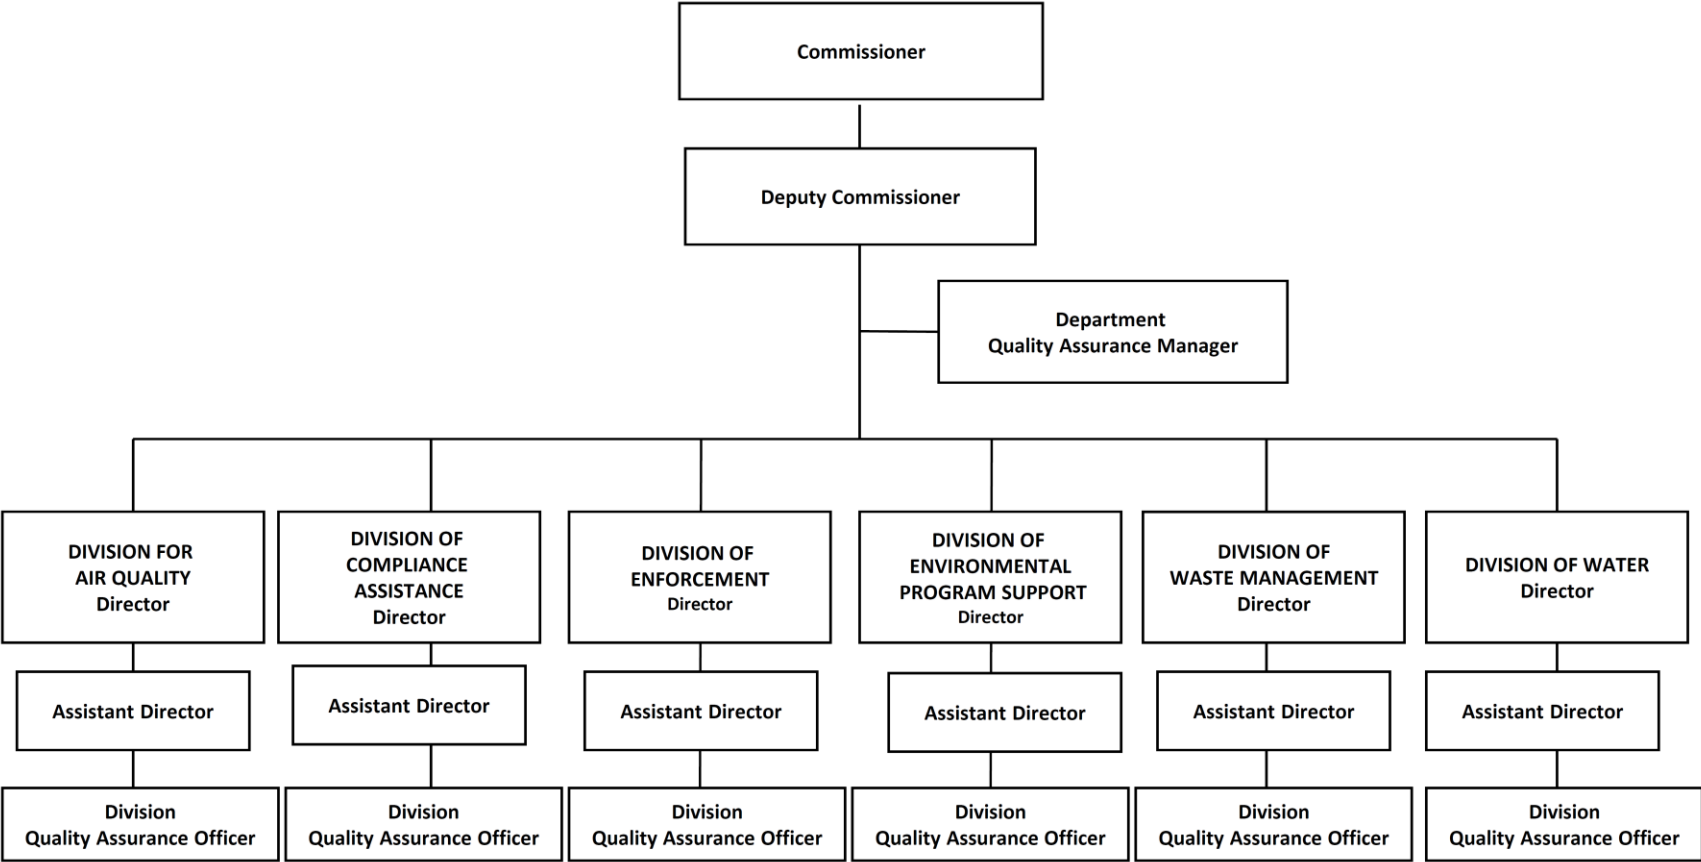 Commissioner
Deputy Commissioner
Department
Quality Assurance Manager
DIVISION FOR
AIR QUALITY
Director
DIVISION OF
COMPLIANCE
ASSISTANCE
Director
DIVISION OF
ENFORCEMENT
Director
DIVISION OF
ENVIRONMENTAL
PROGRAM SUPPORT
Director
DIVISION OF
WASTE MANAGEMENT
Director
DIVISION OF WATER
Director
Assistant Director
Assistant Director
Assistant Director
Assistant Director
Assistant Director
Assistant Director
Division
Quality Assurance Officer
Division
Quality Assurance Officer
Division
Quality Assurance Officer
Division
Quality Assurance Officer
Division
Quality Assurance Officer
Division
Quality Assurance Officer